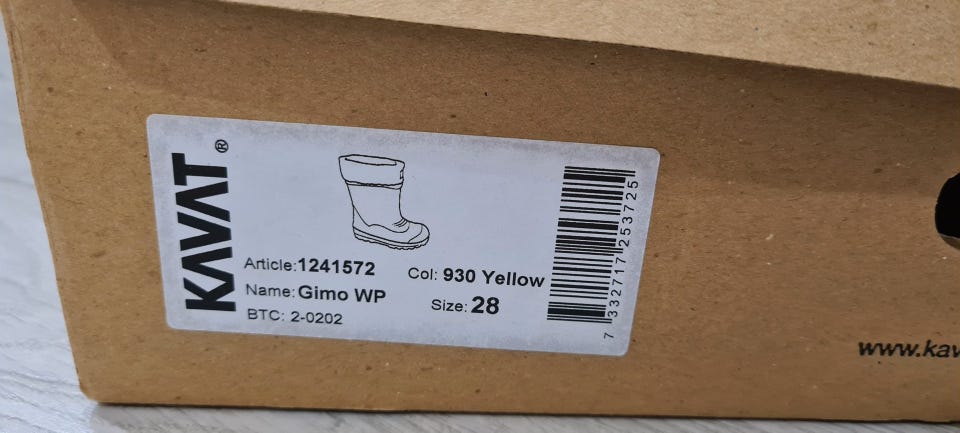 KAVAT®
Article: 1241572
Name: Gimo WP
BTC: 2-0202
Col: 930 Yellow
Size: 28
7 332717 253725
www.kav